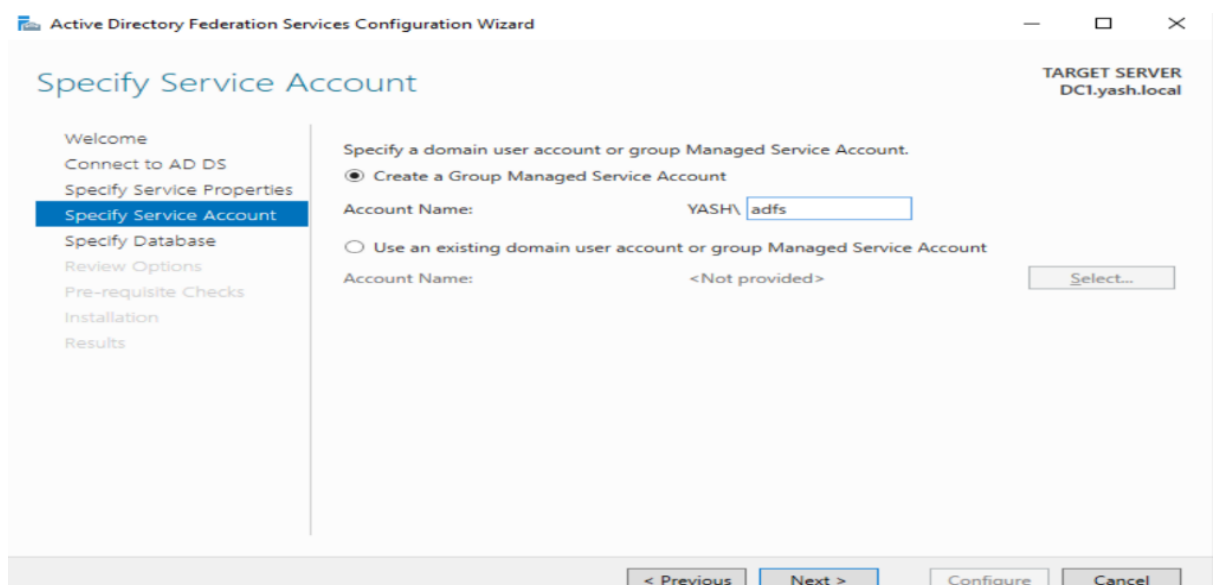 Active Directory Federation Services Configuration Wizard
Specify Service Account
TARGET SERVER
DC1.yash.local
Welcome
Connect to AD DS
Specify Service Properties
Specify Service Account
Specify Database
Review Options
Pre-requisite Checks
Installation
Results
Specify a domain user account or group Managed Service Account.
Create a Group Managed Service Account
Account Name: YASH\ adfs
Use an existing domain user account or group Managed Service Account
Account Name: <Not provided> Select...
< Previous Next > Configure Cancel